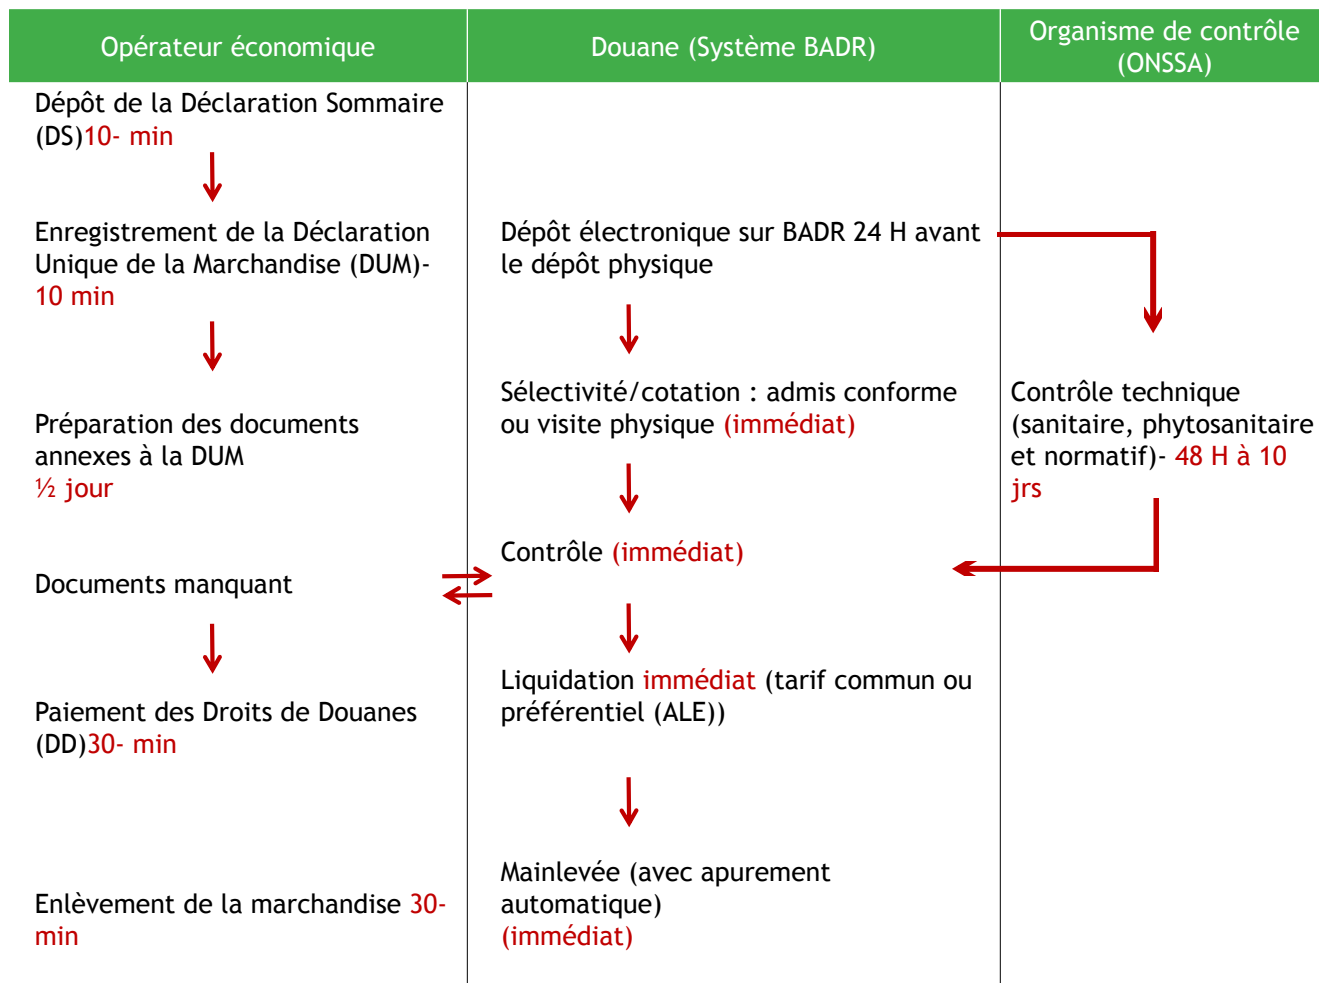 Opérateur économique
Douane (Système BADR)
Organisme de contrôle
(ONSSA)
Dépôt de la Déclaration Sommaire
(DS)10- min
Enregistrement de la Déclaration
Unique de la Marchandise (DUM)-
10 min
Dépôt électronique sur BADR 24 H avant
le dépôt physique
Préparation des documents
annexes à la DUM
½ jour
Sélectivité/cotation : admis conforme
ou visite physique (immédiat)
Contrôle technique
(sanitaire, phytosanitaire
et normatif)- 48 H à 10
jrs
Documents manquant
Contrôle (immédiat)
Paiement des Droits de Douanes
(DD)30- min
Liquidation immédiat (tarif commun ou
préférentiel (ALE))
Enlèvement de la marchandise 30-
min
Mainlevée (avec apurement
automatique)
(immédiat)